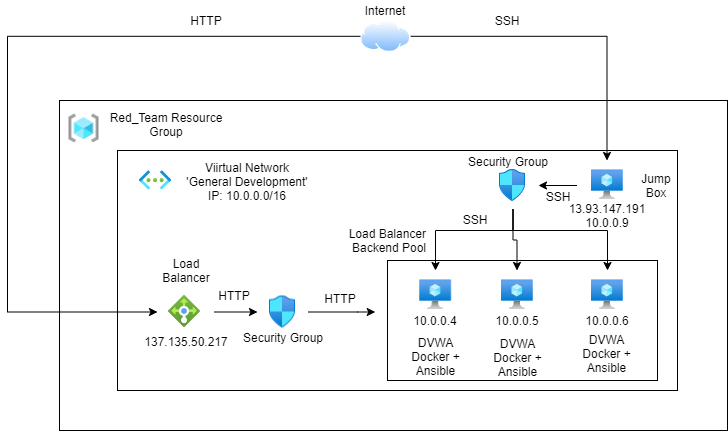 Internet
HTTP
SSH
Red_Team Resource
Group
Viirtual Network
'General Development'
IP: 10.0.0.0/16
Security Group
SSH
Jump
Box
13.93.147.191
10.0.0.9
SSH
Load Balancer
Backend Pool
Load
Balancer
HTTP
HTTP
137.135.50.217
Security Group
10.0.0.4
10.0.0.5
10.0.0.6
DVWA
Docker +
Ansible
DVWA
Docker +
Ansible
DVWA
Docker +
Ansible